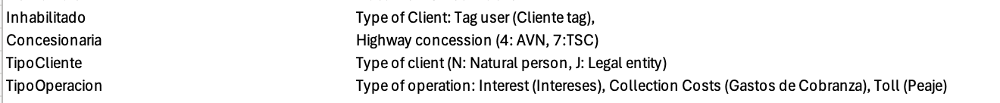 Inhabilitado Type of Client: Tag user (Cliente tag),
Concesionaria Highway concession (4: AVN, 7:TSC)
TipoCliente Type of client (N: Natural person, J: Legal entity)
TipoOperacion Type of operation: Interest (Intereses), Collection Costs (Gastos de Cobranza), Toll (Peaje)